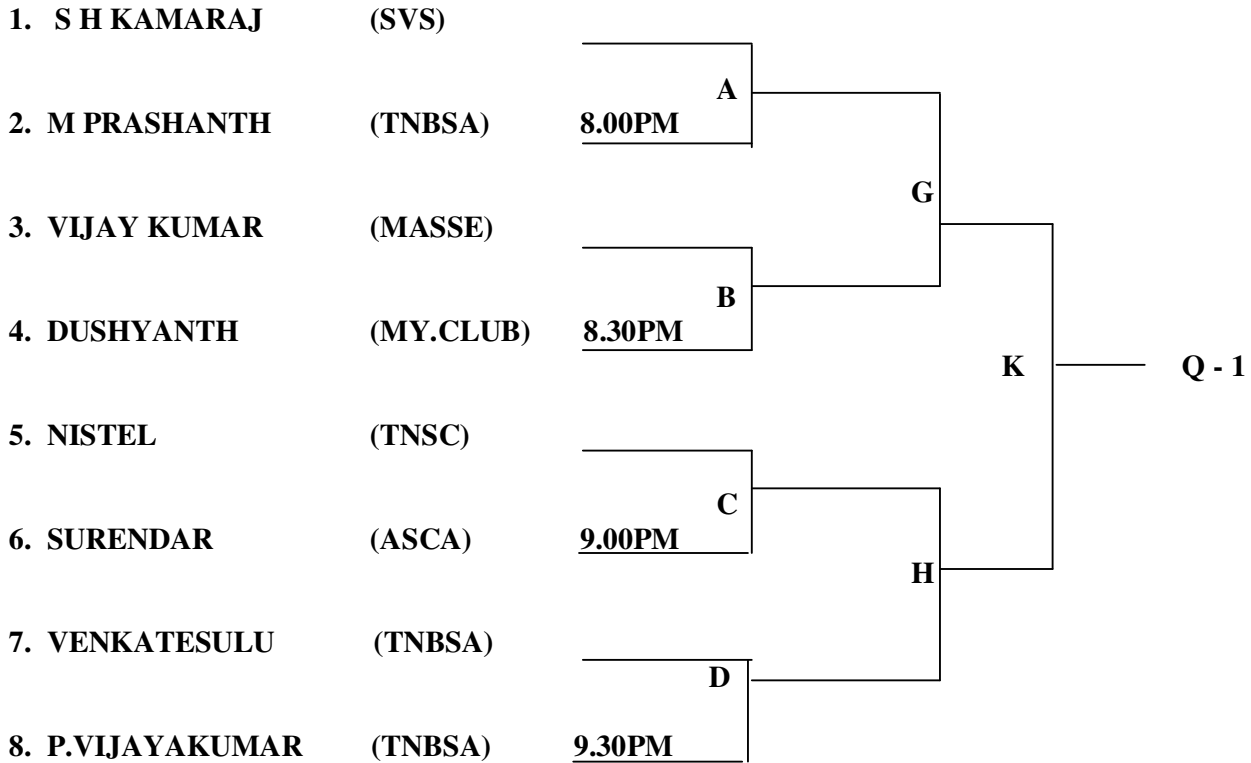 1. S H KAMARAJ (SVS)
A
2. M PRASHANTH (TNBSA) 8.00PM
G
3. VIJAY KUMAR (MASSE)
B
4. DUSHYANTH (MY.CLUB) 8.30PM
K Q - 1
5. NISTEL (TNSC)
C
6. SURENDAR (ASCA) 9.00PM
H
7. VENKATESULU (TNBSA)
D
8. P.VIJAYAKUMAR (TNBSA) 9.30PM